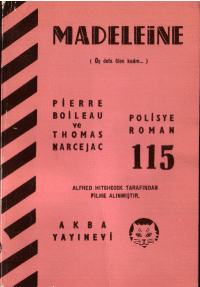 MADELEiNE
( Üç defa ölen kadın... )
PİERRE
BOİLEAU
ve
THOMAS
NARCEJAC
POLİSYE
ROMAN
115
ALFRED HITCHCOCK TARAFINDAN
FİLME ALINMIŞTIR.
AKBA
YAYINEVİ